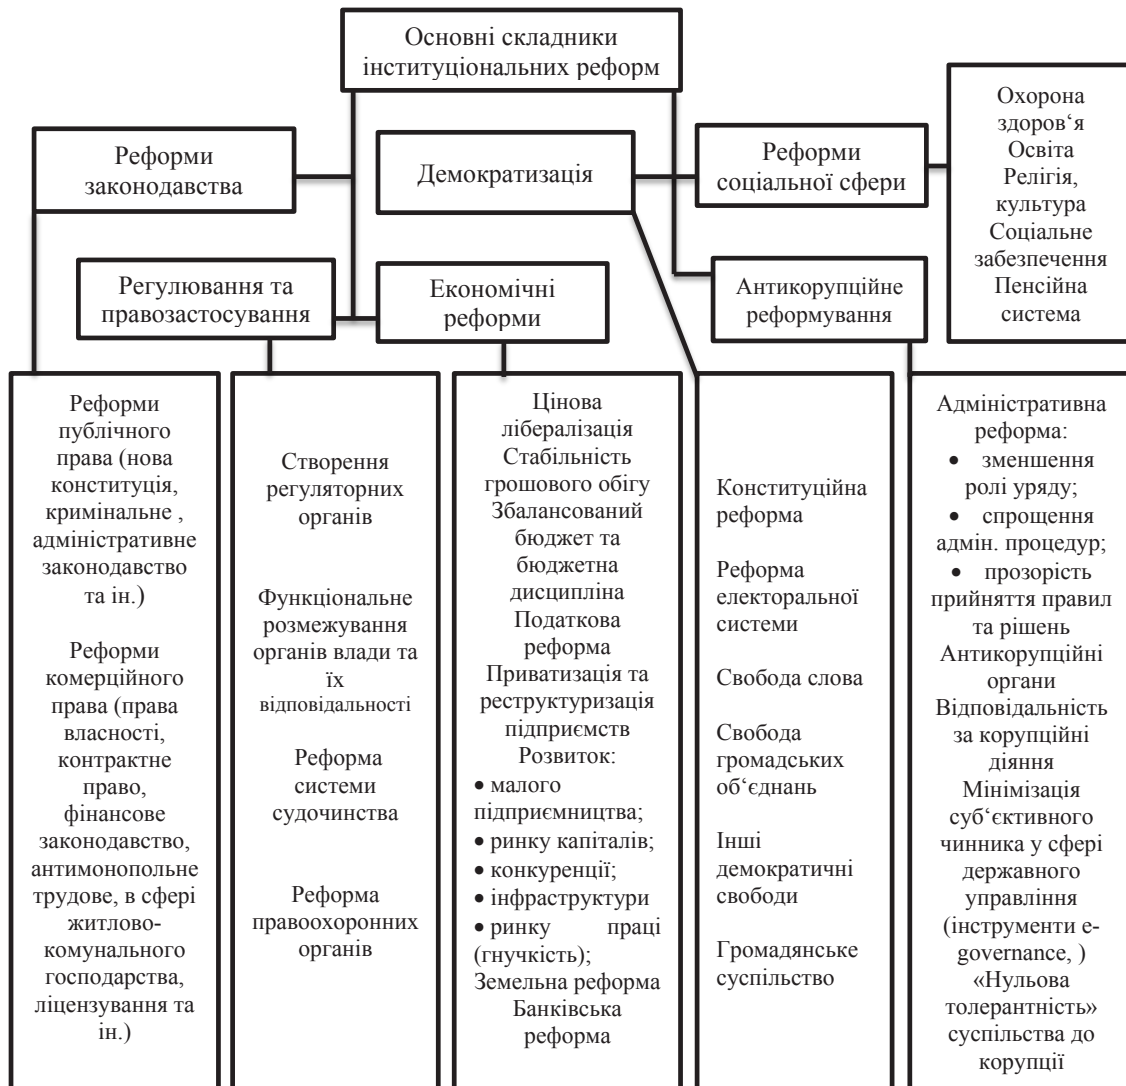 Основні складники
інституціональних реформ
Реформи
законодавства
Демократизація
Реформи
соціальної сфери
Охорона
здоров‘я
Освіта
Релігія,
культура
Соціальне
забезпечення
Пенсійна
система
Регулювання та
правозастосування
Економічні
реформи
Антикорупційне
реформування
Реформи
публічного
права (нова
конституція,
кримінальне ,
адміністративне
законодавство
та ін.)
Реформи
комерційного
права (права
власності,
контрактне
право,
фінансове
законодавство,
антимонопольне
трудове, в сфері
житлово-
комунального
господарства,
ліцензування та
ін.)
Створення
регуляторних
органів
Функціональне
розмежування
органів влади та
їх
відповідальності
Реформа
системи
судочинства
Реформа
правоохоронних
органів
Цінова
лібералізація
Стабільність
грошового обігу
Збалансований
бюджет та
бюджетна
дисципліна
Податкова
реформа
Приватизація та
реструктуризація
підприємств
Розвиток:
• малого
підприємництва;
• ринку капіталів;
• конкуренції;
• інфраструктури
• ринку праці
(гнучкість);
Земельна реформа
Банківська
реформа
Конституційна
реформа
Реформа
електоральної
системи
Свобода слова
Свобода
громадських
об‘єднань
Інші
демократичні
свободи
Громадянське
суспільство
Адміністративна
реформа:
• зменшення
ролі уряду;
• спрощення
адмін. процедур;
• прозорість
прийняття правил
та рішень
Антикорупційні
органи
Відповідальність
за корупційні
діяння
Мінімізація
суб‘єктивного
чинника у сфері
державного
управління
(інструменти e-
governance, )
«Нульова
толерантність»
суспільства до
корупції